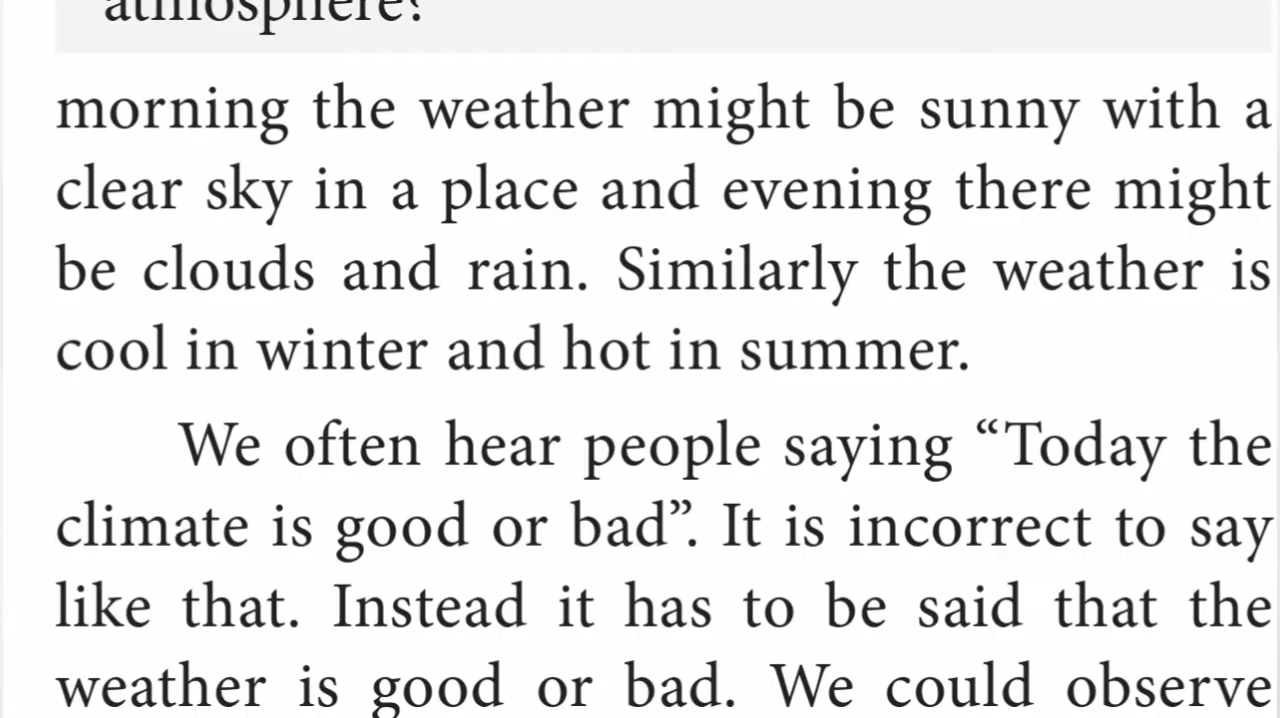 atmosphere?
morning the weather might be sunny with a
clear sky in a place and evening there might
be clouds and rain. Similarly the weather is
cool in winter and hot in summer.
We often hear people saying “Today the
climate is good or bad”. It is incorrect to say
like that. Instead it has to be said that the
weather is good or bad. We could observe